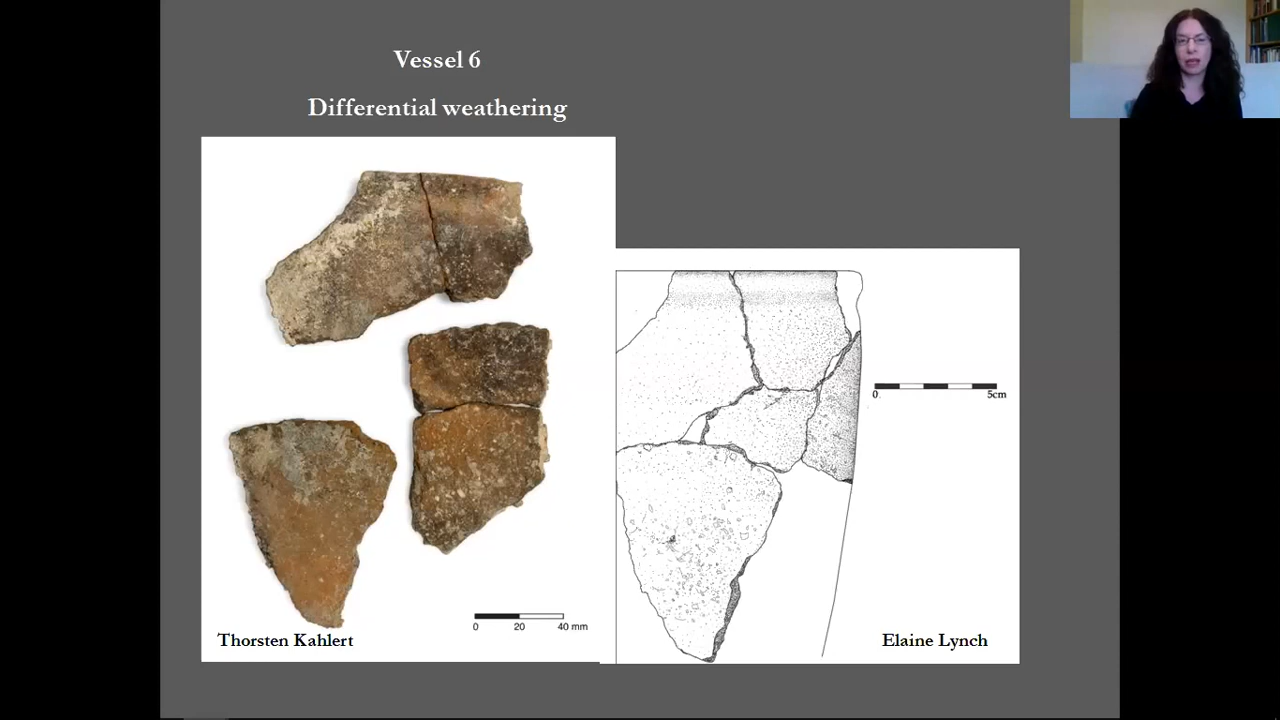 Vessel 6
Differential weathering
0 5cm
0 20 40 mm
Thorsten Kahlert
Elaine Lynch